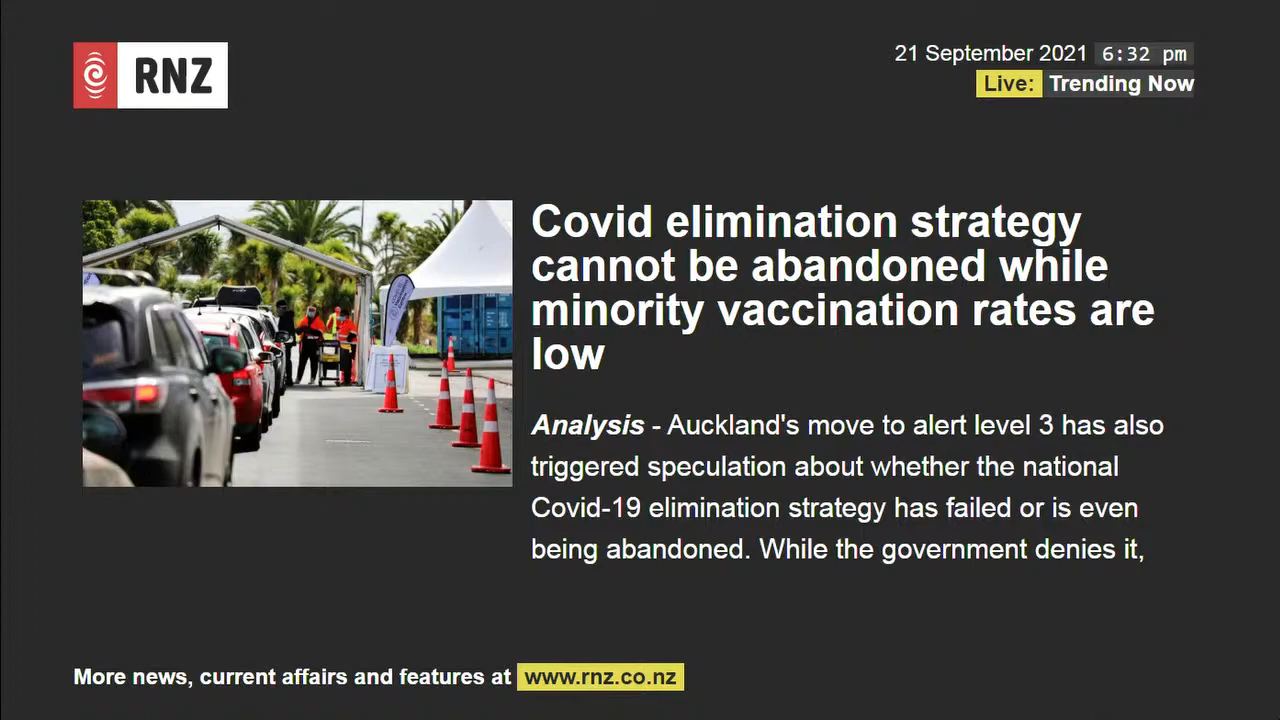 RNZ
21 September 2021 6:32 pm
Live: Trending Now
Covid elimination strategy
cannot be abandoned while
minority vaccination rates are
low
Analysis - Auckland's move to alert level 3 has also
triggered speculation about whether the national
Covid-19 elimination strategy has failed or is even
being abandoned. While the government denies it,
More news, current affairs and features at www.rnz.co.nz